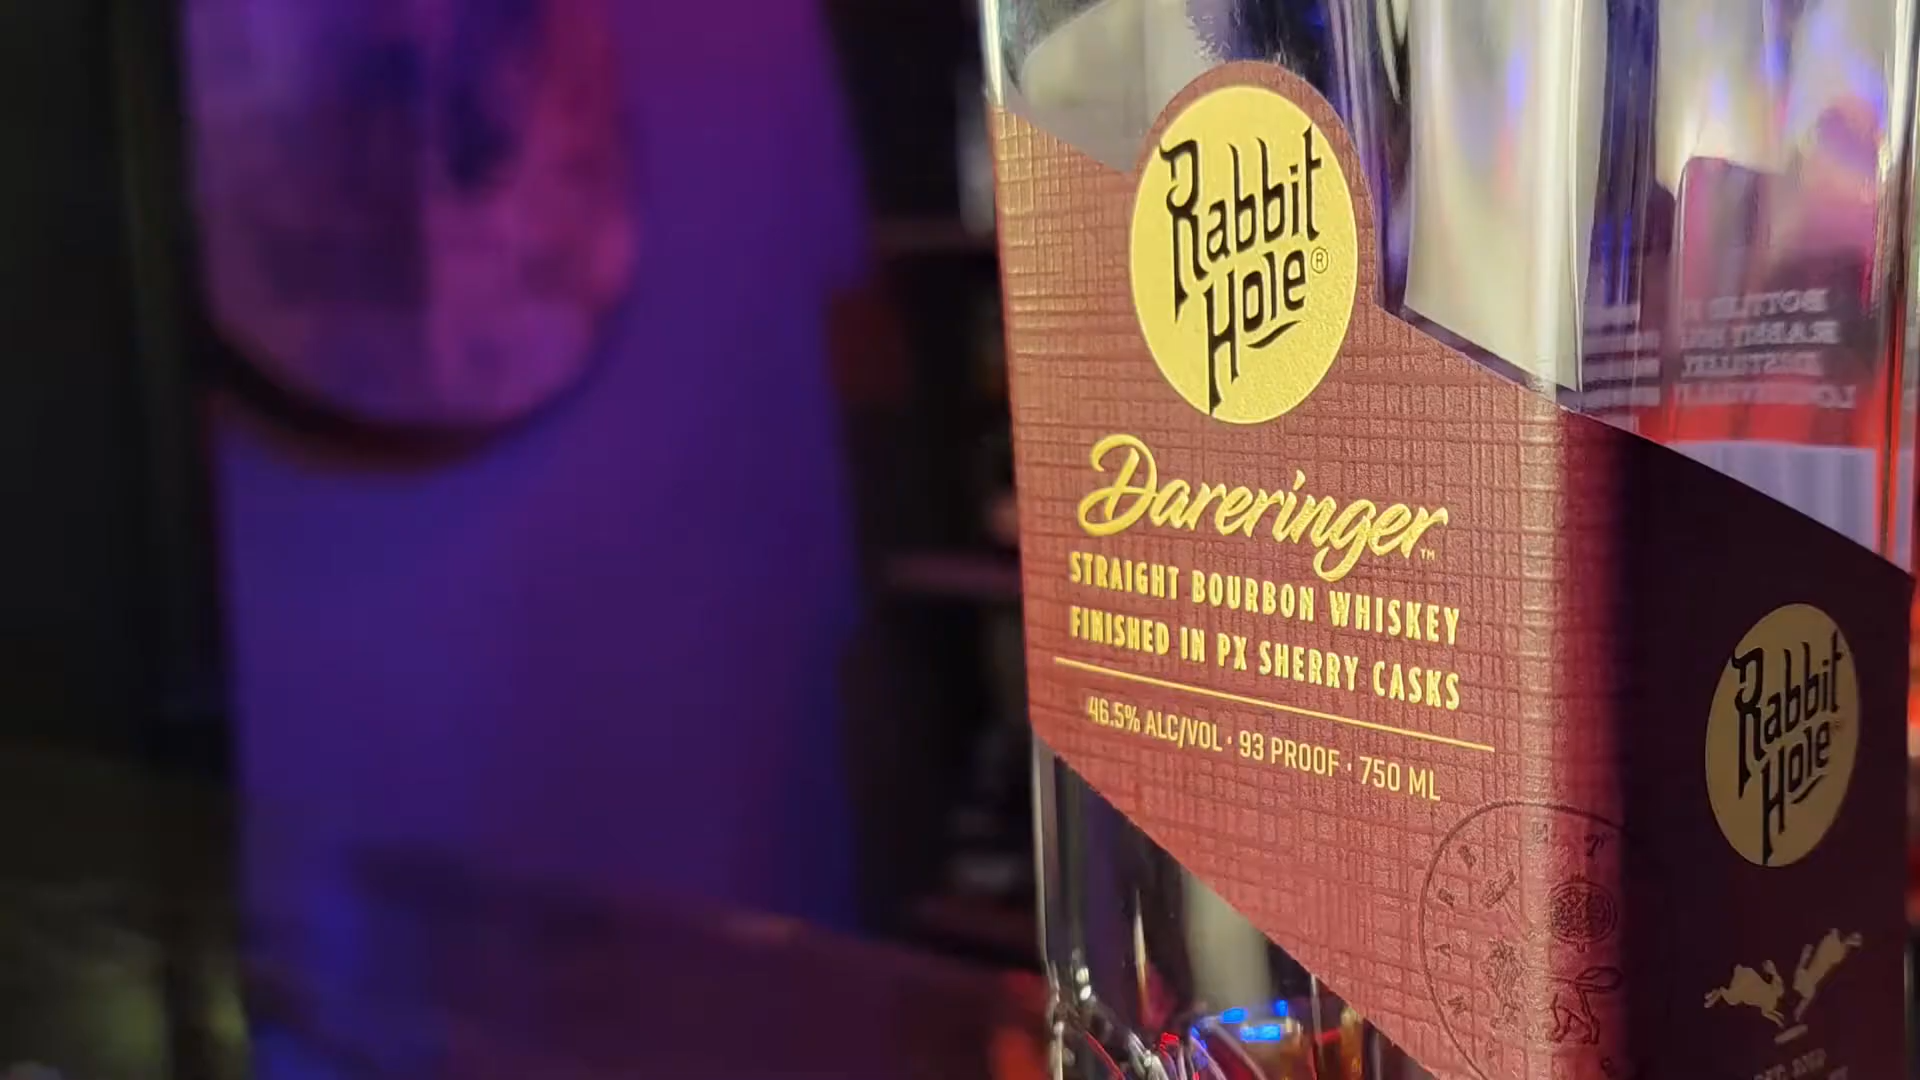 Rabbit
Hole®
Dareringer™
STRAIGHT BOURBON WHISKEY
FINISHED IN PX SHERRY CASKS
46.5% ALC/VOL · 93 PROOF · 750 ML
Rabbit
Hole